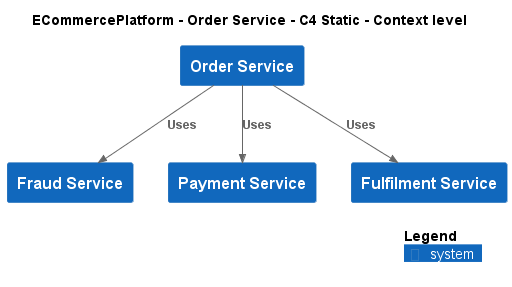 ECommercePlatform - Order Service - C4 Static - Context level
Order Service
Uses Uses Uses
Fraud Service Payment Service Fulfilment Service
Legend
system